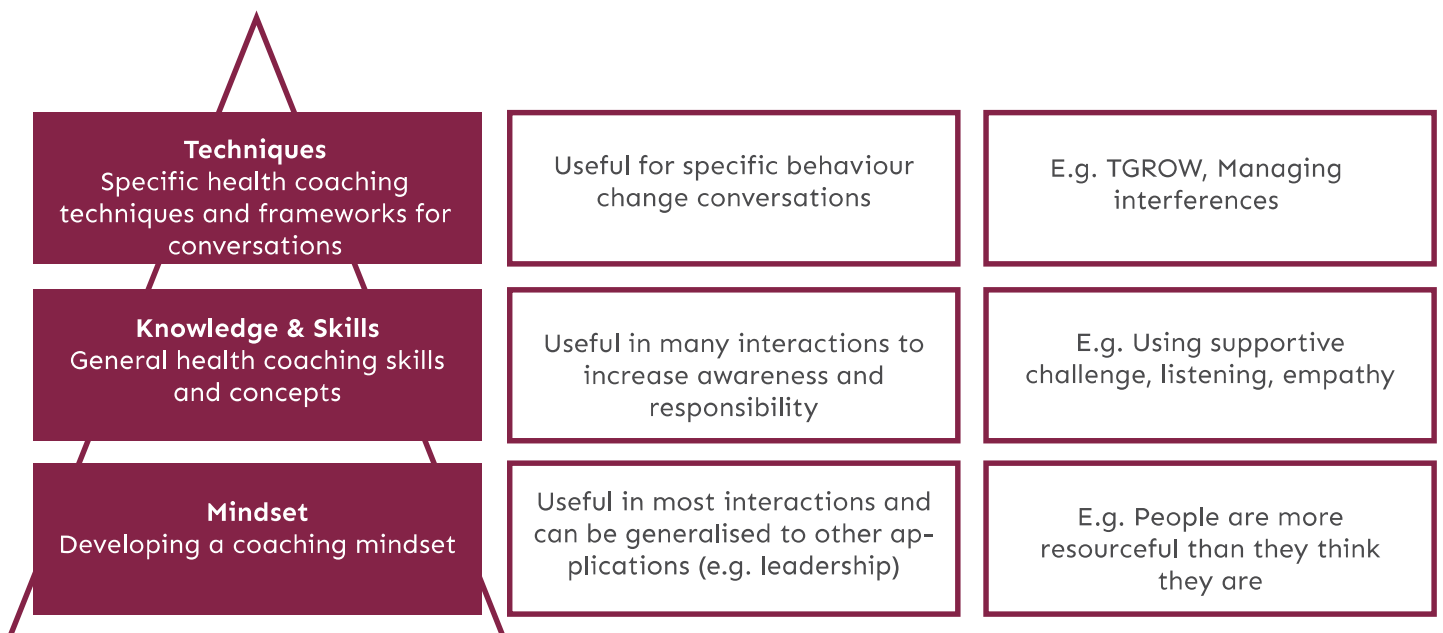 Techniques
Specific health coaching
techniques and frameworks for
conversations
Useful for specific behaviour
change conversations
E.g. TGROW, Managing
interferences
Knowledge & Skills
General health coaching skills
and concepts
Useful in many interactions to
increase awareness and
responsibility
E.g. Using supportive
challenge, listening, empathy
Mindset
Developing a coaching mindset
Useful in most interactions and
can be generalised to other ap-
plications (e.g. leadership)
E.g. People are more
resourceful than they think
they are